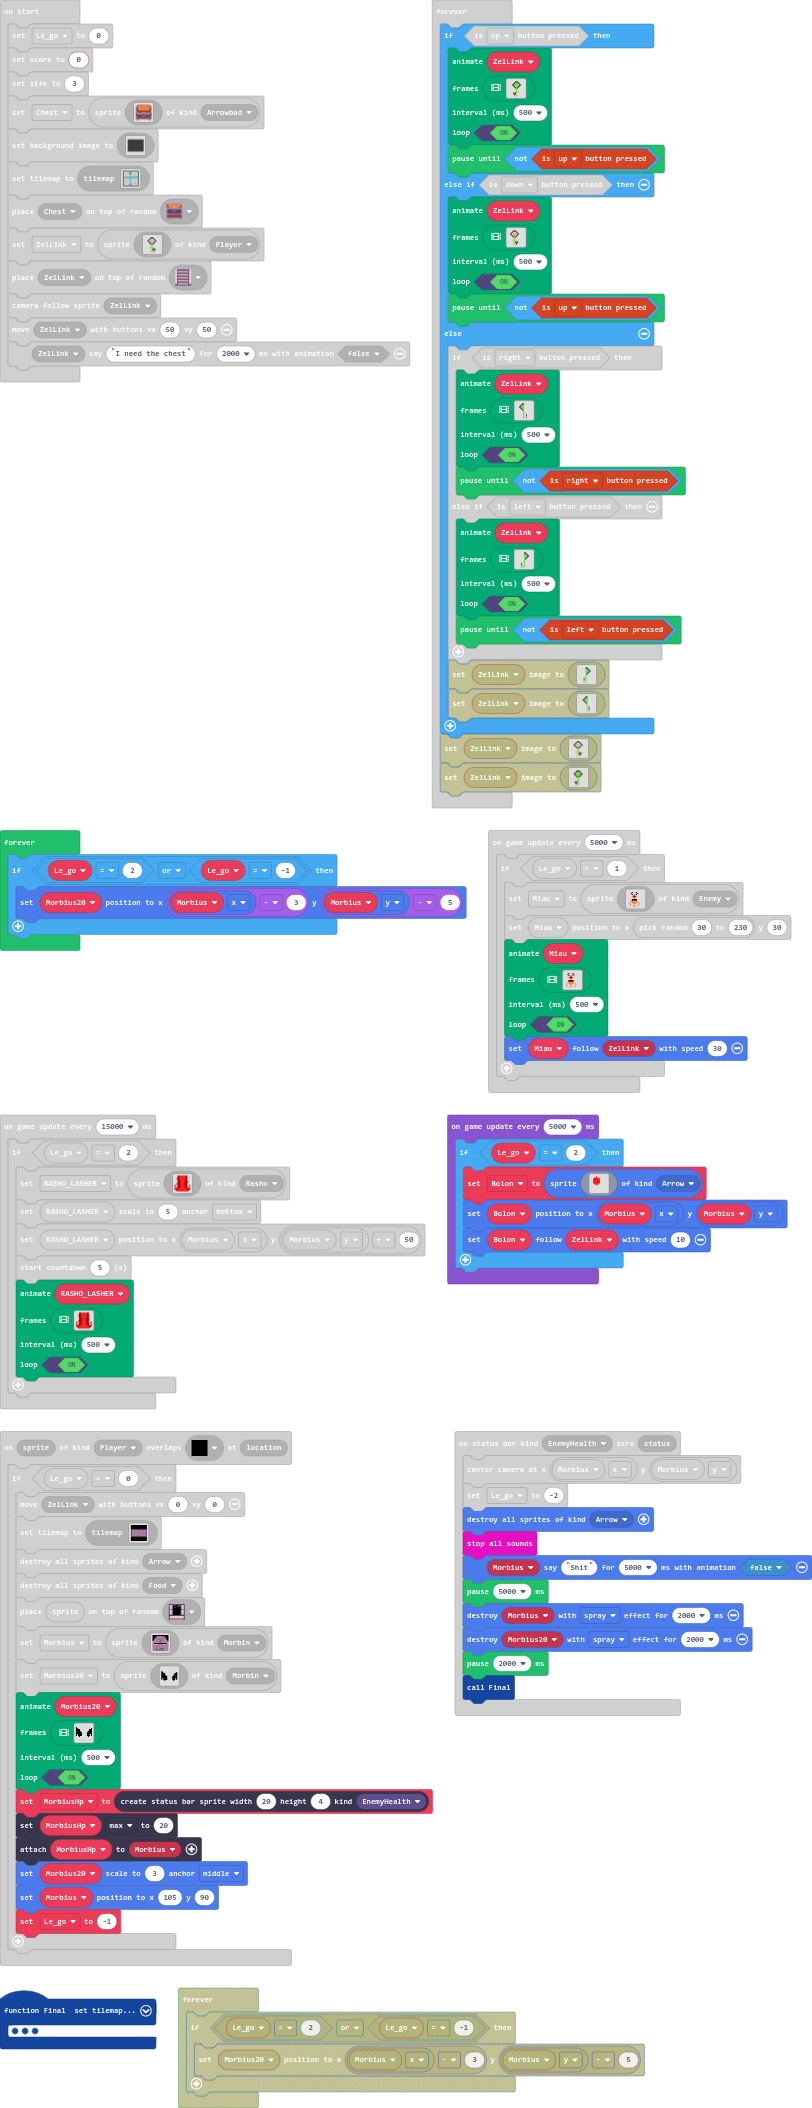 on start
set Le_go to 0
set score to 0
set life to 3
set Chest to sprite of kind Arrowbad
set background image to
set tilemap to tilemap
place Chest on top of random
set ZelLink to sprite of kind Player
place ZelLink on top of random
camera follow sprite ZelLink
move ZelLink with buttons vx 50 vy 50
ZelLink say "I need the chest" for 2000 ms with animation false
forever
if is up button pressed then
animate ZelLink
frames
interval (ms) 500
loop ON
pause until not is up button pressed
else if is down button pressed then
animate ZelLink
frames
interval (ms) 500
loop ON
pause until not is up button pressed
else
if is right button pressed then
animate ZelLink
frames
interval (ms) 500
loop ON
pause until not is right button pressed
else if is left button pressed then
animate ZelLink
frames
interval (ms) 500
loop ON
pause until not is left button pressed
set ZelLink image to
set ZelLink image to
set ZelLink image to
set ZelLink image to
forever
if Le_go = 2 or Le_go = -1 then
set Morbius20 position to x Morbius x - 3 y Morbius y - 5
on game update every 5000 ms
if Le_go = 1 then
set Miau to sprite of kind Enemy
set Miau position to x pick random 30 to 230 y 30
animate Miau
frames
interval (ms) 500
loop ON
set Miau follow ZelLink with speed 30
on game update every 15000 ms
if Le_go = 2 then
set RASHO_LASHER to sprite of kind Rasho
set RASHO_LASHER scale to 5 anchor bottom
set RASHO_LASHER position to x Morbius x y Morbius y + 50
start countdown 5 (s)
animate RASHO_LASHER
frames
interval (ms) 500
loop ON
on game update every 5000 ms
if Le_go = 2 then
set Bolon to sprite of kind Arrow
set Bolon position to x Morbius x y Morbius y
set Bolon follow ZelLink with speed 10
on sprite of kind Player overlaps at location
if Le_go = 0 then
move ZelLink with buttons vx 0 vy 0
set tilemap to tilemap
destroy all sprites of kind Arrow
destroy all sprites of kind Food
place sprite on top of random
set Morbius to sprite of kind Morbin
set Morbius20 to sprite of kind Morbin
animate Morbius20
frames
interval (ms) 500
loop ON
set MorbiusHp to create status bar sprite width 20 height 4 kind EnemyHealth
set MorbiusHp max to 20
attach MorbiusHp to Morbius
set Morbius20 scale to 3 anchor middle
set Morbius position to x 105 y 90
set Le_go to -1
on status bar kind EnemyHealth zero status
center camera at x Morbius x y Morbius y
set Le_go to -2
destroy all sprites of kind Arrow
stop all sounds
Morbius say "Shit" for 5000 ms with animation false
pause 5000 ms
destroy Morbius with spray effect for 2000 ms
destroy Morbius20 with spray effect for 2000 ms
pause 2000 ms
call Final
function Final set tilemap...
forever
if Le_go = 2 or Le_go = -1 then
set Morbius20 position to x Morbius x - 3 y Morbius y - 5